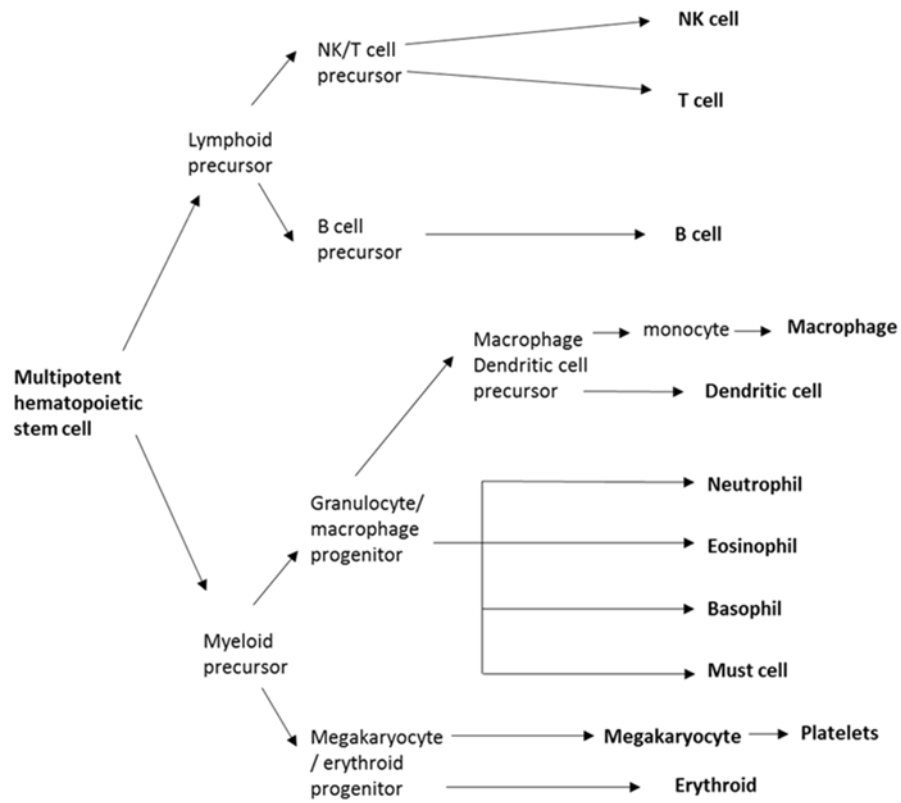 NK cell
NK/T cell
precursor
T cell
Lymphoid
precursor
B cell
precursor
B cell
Macrophage
Dendritic cell
precursor
monocyte
Macrophage
Dendritic cell
Multipotent
hematopoietic
stem cell
Granulocyte/
macrophage
progenitor
Neutrophil
Eosinophil
Basophil
Must cell
Myeloid
precursor
Megakaryocyte
/ erythroid
progenitor
Megakaryocyte
Platelets
Erythroid